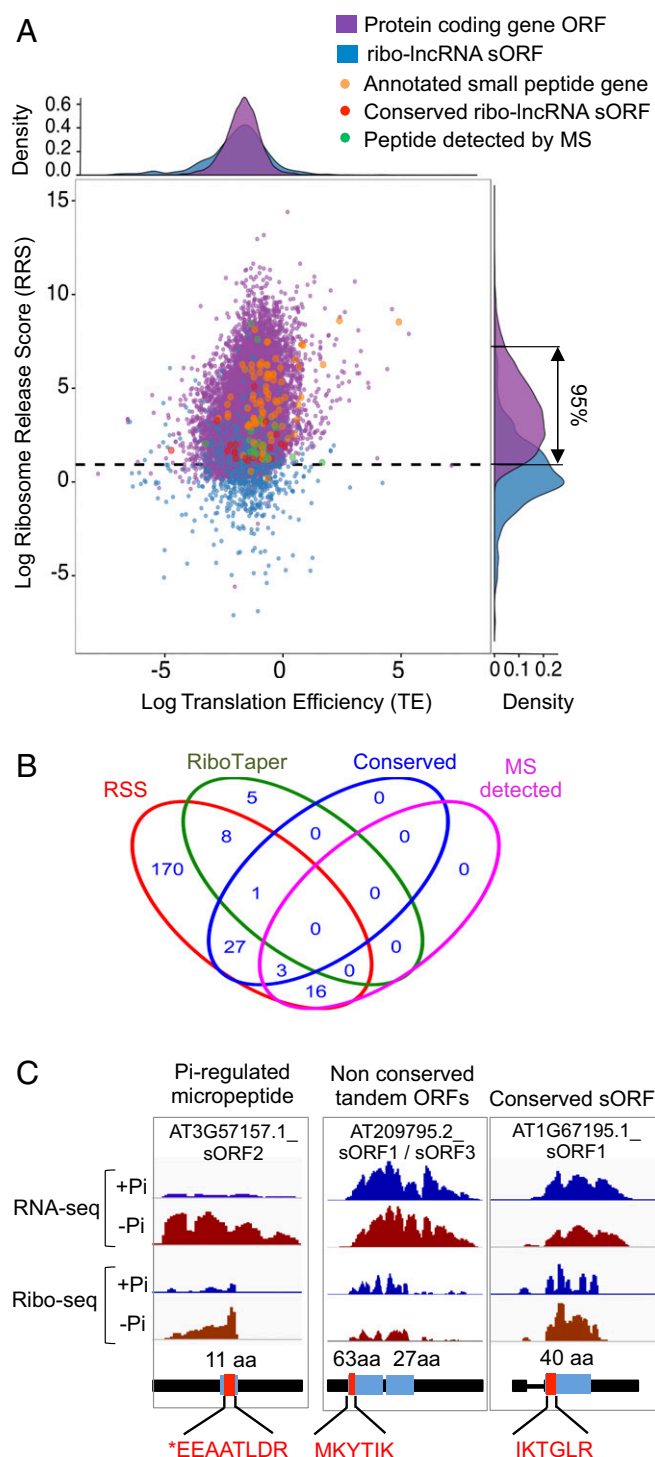 A
Protein coding gene ORF
ribo-lncRNA sORF
Annotated small peptide gene
Conserved ribo-lncRNA sORF
Peptide detected by MS
Density
0.6
0.4
0.2
0.0
Log Ribosome Release Score (RRS)
15
10
5
0
-5
95%
-5 0 5
0 0.1 0.2
Log Translation Efficiency (TE)
Density
B
RiboTaper
Conserved
RSS
MS
detected
5 0
8 0 0
170 0
1 0
0
27 0
3 0
16
C
Pi-regulated
micropeptide
Non conserved
tandem ORFs
Conserved sORF
AT3G57157.1_
sORF2
AT209795.2_
sORF1 / sORF3
AT1G67195.1_
sORF1
RNA-seq
+Pi
-Pi
Ribo-seq
+Pi
-Pi
11 aa
63aa 27aa
40 aa
*EEAATLDR
MKYTIK
IKTGLR